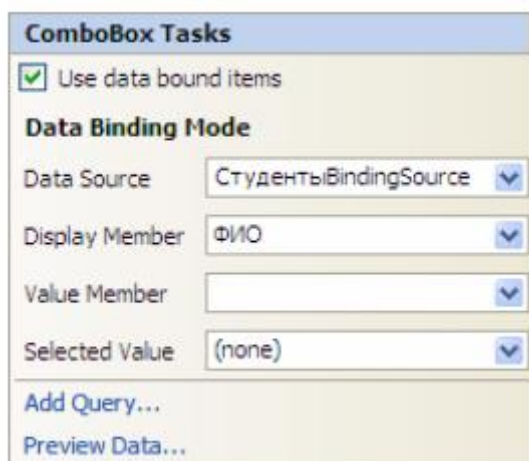 ComboBox Tasks
Use data bound items
Data Binding Mode
Data Source СтудентыBindingSource
Display Member ФИО
Value Member
Selected Value (none)
Add Query...
Preview Data...